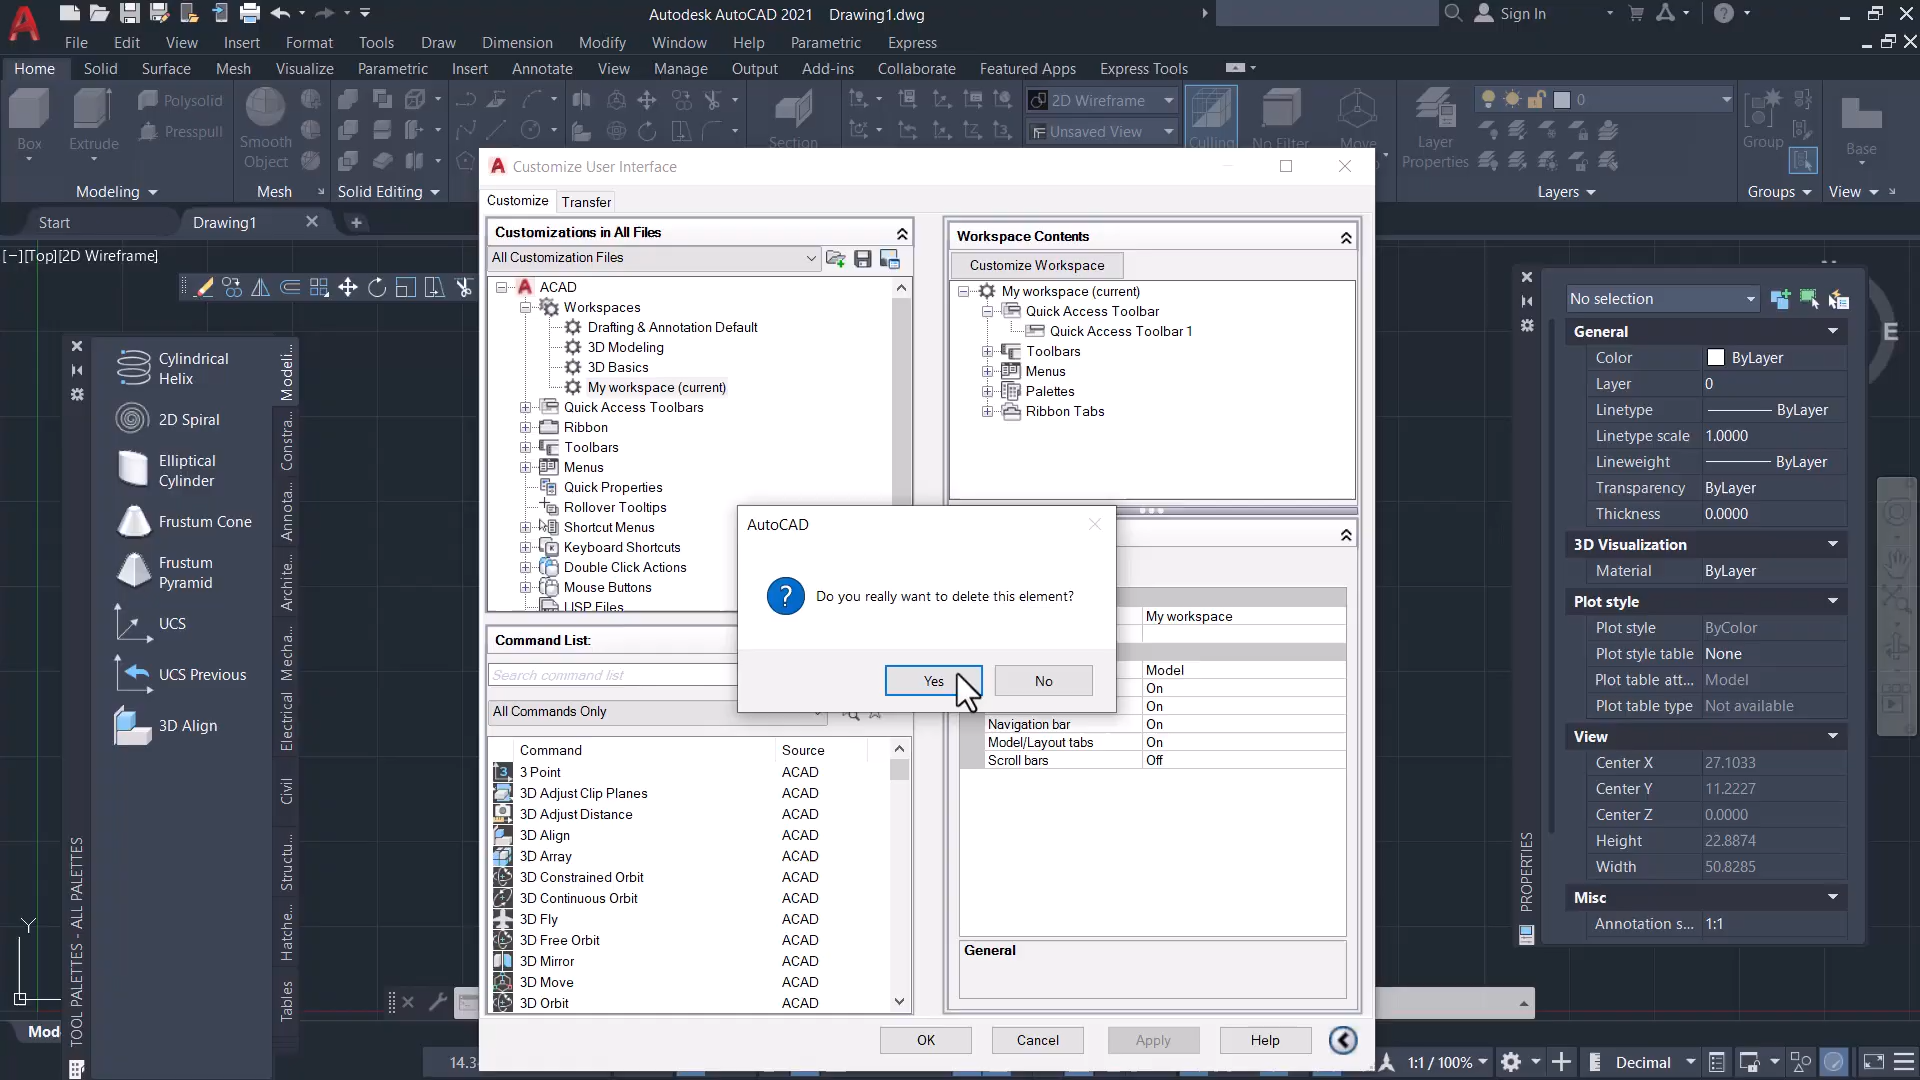 Autodesk AutoCAD 2021 Drawing1.dwg
Sign In
File Edit View Insert Format Tools Draw Dimension Modify Window Help Parametric Express
Home Solid Surface Mesh Visualize Parametric Insert Annotate View Manage Output Add-ins Collaborate Featured Apps Express Tools
Polysolid
Presspull
Box
Extrude
Smooth
Object
Section
2D Wireframe
Unsaved View
Culling
No Filter
Move
Layer
Properties
0
Group
Base
Modeling Mesh Solid Editing Layers Groups View
Start Drawing1
[−][Top][2D Wireframe]
Customize User Interface
Customize Transfer
Customizations in All Files
All Customization Files
ACAD
Workspaces
Drafting & Annotation Default
3D Modeling
3D Basics
My workspace (current)
Quick Access Toolbars
Ribbon
Toolbars
Menus
Quick Properties
Rollover Tooltips
Shortcut Menus
Keyboard Shortcuts
Double Click Actions
Mouse Buttons
LISP Files
Workspace Contents
Customize Workspace
My workspace (current)
Quick Access Toolbar
Quick Access Toolbar 1
Toolbars
Menus
Palettes
Ribbon Tabs
AutoCAD
Do you really want to delete this element?
Yes No
Command List:
Search command list
All Commands Only
Command Source
3 Point ACAD
3D Adjust Clip Planes ACAD
3D Adjust Distance ACAD
3D Align ACAD
3D Array ACAD
3D Constrained Orbit ACAD
3D Continuous Orbit ACAD
3D Fly ACAD
3D Free Orbit ACAD
3D Mirror ACAD
3D Move ACAD
3D Orbit ACAD
My workspace
Model
On
On
Navigation bar On
Model/Layout tabs On
Scroll bars Off
General
OK Cancel Apply Help
Cylindrical
Helix
2D Spiral
Elliptical
Cylinder
Frustum Cone
Frustum
Pyramid
UCS
UCS Previous
3D Align
Modeli...
Constra...
Annota...
Archite...
Mecha...
Electrical
Civil
Structu...
Hatche...
Tables
TOOL PALETTES - ALL PALETTES
Y
E
No selection
General
Color ByLayer
Layer 0
Linetype ByLayer
Linetype scale 1.0000
Lineweight ByLayer
Transparency ByLayer
Thickness 0.0000
3D Visualization
Material ByLayer
Plot style
Plot style ByColor
Plot style table None
Plot table att... Model
Plot table type Not available
View
Center X 27.1033
Center Y 11.2227
Center Z 0.0000
Height 22.8874
Width 50.8285
Misc
Annotation s... 1:1
PROPERTIES
1:1 / 100% Decimal